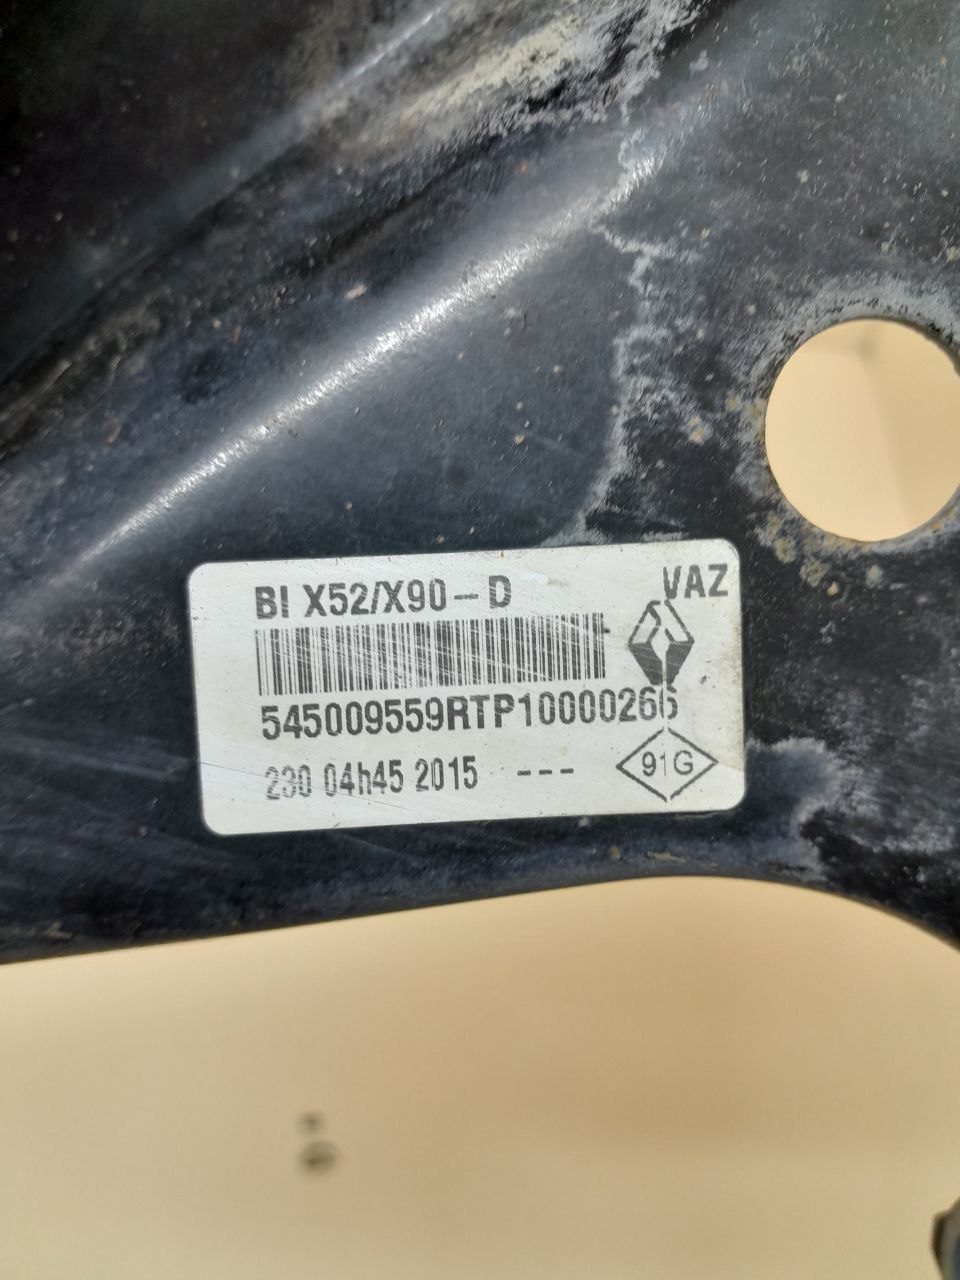 BI X52/X90-D VAZ
545009559RTP10000266
230 04h45 2015 ---
91G